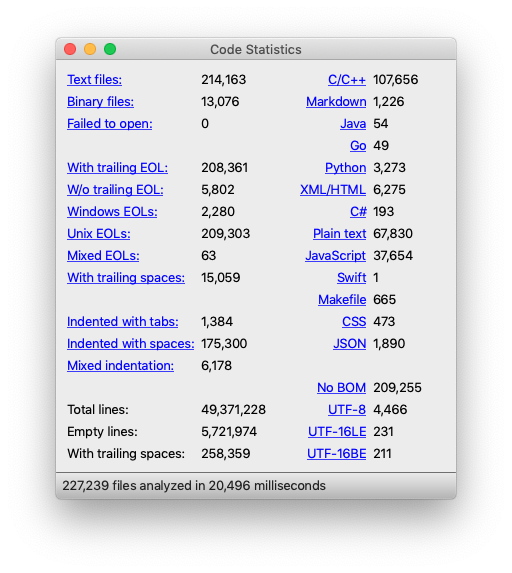 Code Statistics
Text files: 214,163 C/C++ 107,656
Binary files: 13,076 Markdown 1,226
Failed to open: 0 Java 54
Go 49
With trailing EOL: 208,361 Python 3,273
W/o trailing EOL: 5,802 XML/HTML 6,275
Windows EOLs: 2,280 C# 193
Unix EOLs: 209,303 Plain text 67,830
Mixed EOLs: 63 JavaScript 37,654
With trailing spaces: 15,059 Swift 1
Makefile 665
Indented with tabs: 1,384 CSS 473
Indented with spaces: 175,300 JSON 1,890
Mixed indentation: 6,178
No BOM 209,255
Total lines: 49,371,228 UTF-8 4,466
Empty lines: 5,721,974 UTF-16LE 231
With trailing spaces: 258,359 UTF-16BE 211
227,239 files analyzed in 20,496 milliseconds